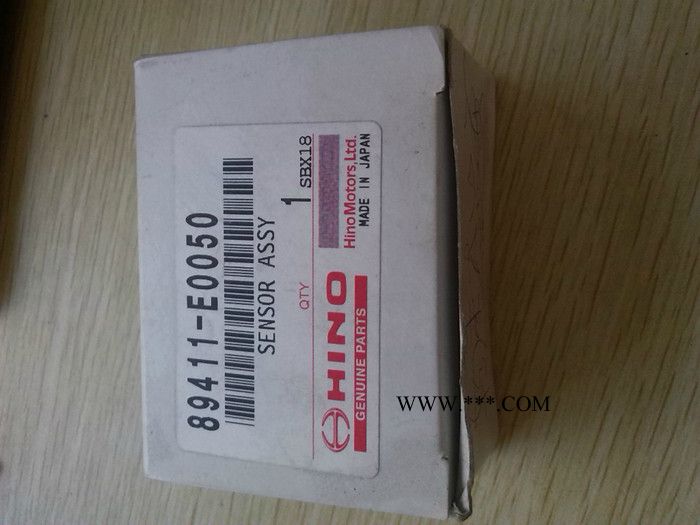 89411-E0050
SENSOR ASSY
QTY 1 SBX18
HINO
GENUINE PARTS
Hino Motors, Ltd.
MADE IN JAPAN
WWW.***.COM